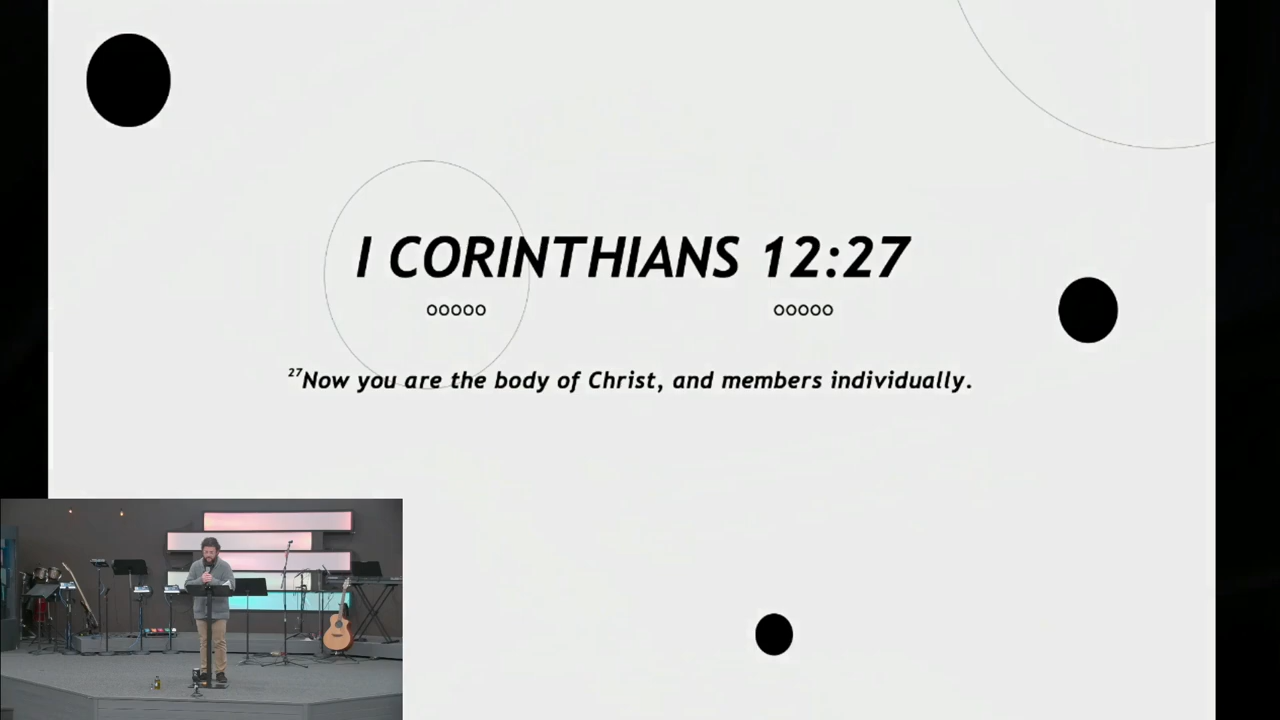 I CORINTHIANS 12:27
27Now you are the body of Christ, and members individually.